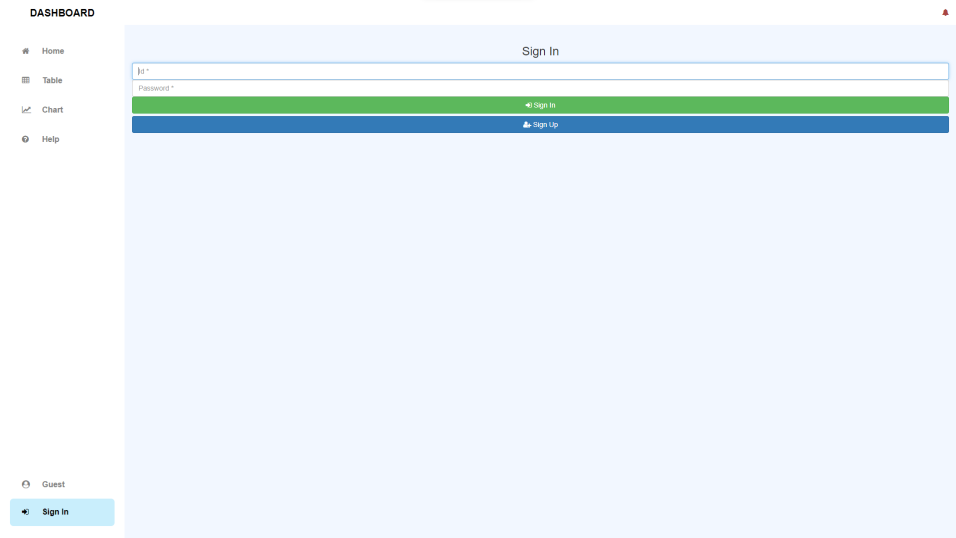 DASHBOARD
Home
Table
Chart
Help
Sign In
Id *
Password *
Sign In
Sign Up
Guest
Sign In